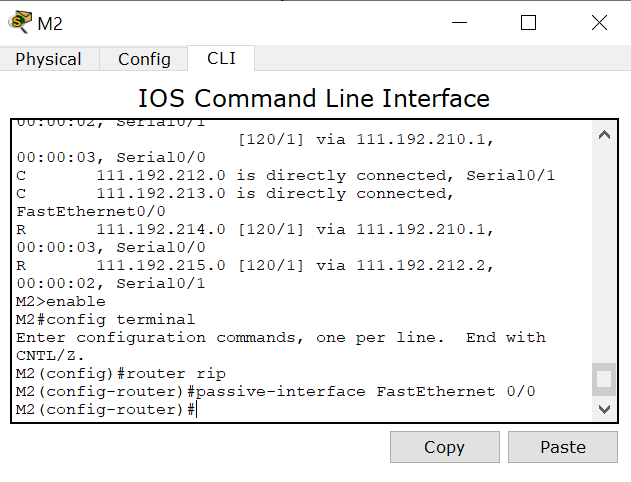 M2
Physical Config CLI
IOS Command Line Interface
00:00:02, Serial0/1
[120/1] via 111.192.210.1,
00:00:03, Serial0/0
C 111.192.212.0 is directly connected, Serial0/1
C 111.192.213.0 is directly connected,
FastEthernet0/0
R 111.192.214.0 [120/1] via 111.192.210.1,
00:00:03, Serial0/0
R 111.192.215.0 [120/1] via 111.192.212.2,
00:00:02, Serial0/1
M2>enable
M2#config terminal
Enter configuration commands, one per line. End with
CNTL/Z.
M2(config)#router rip
M2(config-router)#passive-interface FastEthernet 0/0
M2(config-router)#
Copy Paste